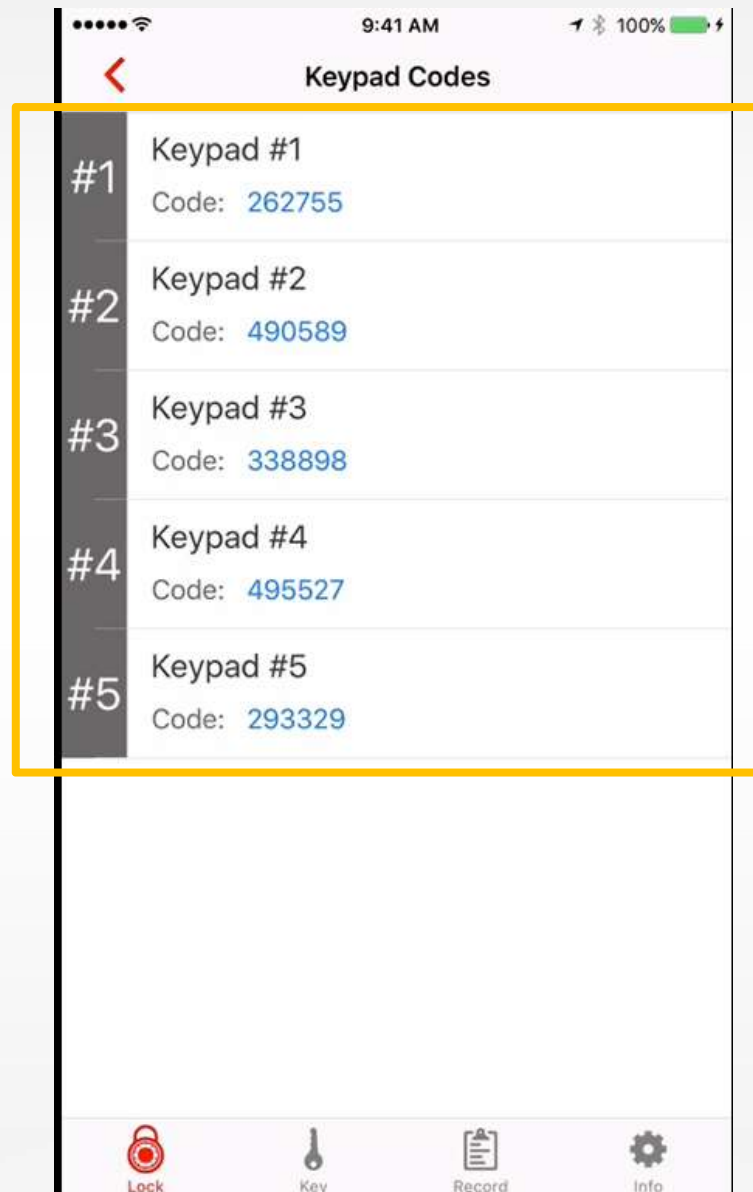 9:41 AM
100%
Keypad Codes
#1
Keypad #1
Code: 262755
#2
Keypad #2
Code: 490589
#3
Keypad #3
Code: 338898
#4
Keypad #4
Code: 495527
#5
Keypad #5
Code: 293329
Lock Key Record Info